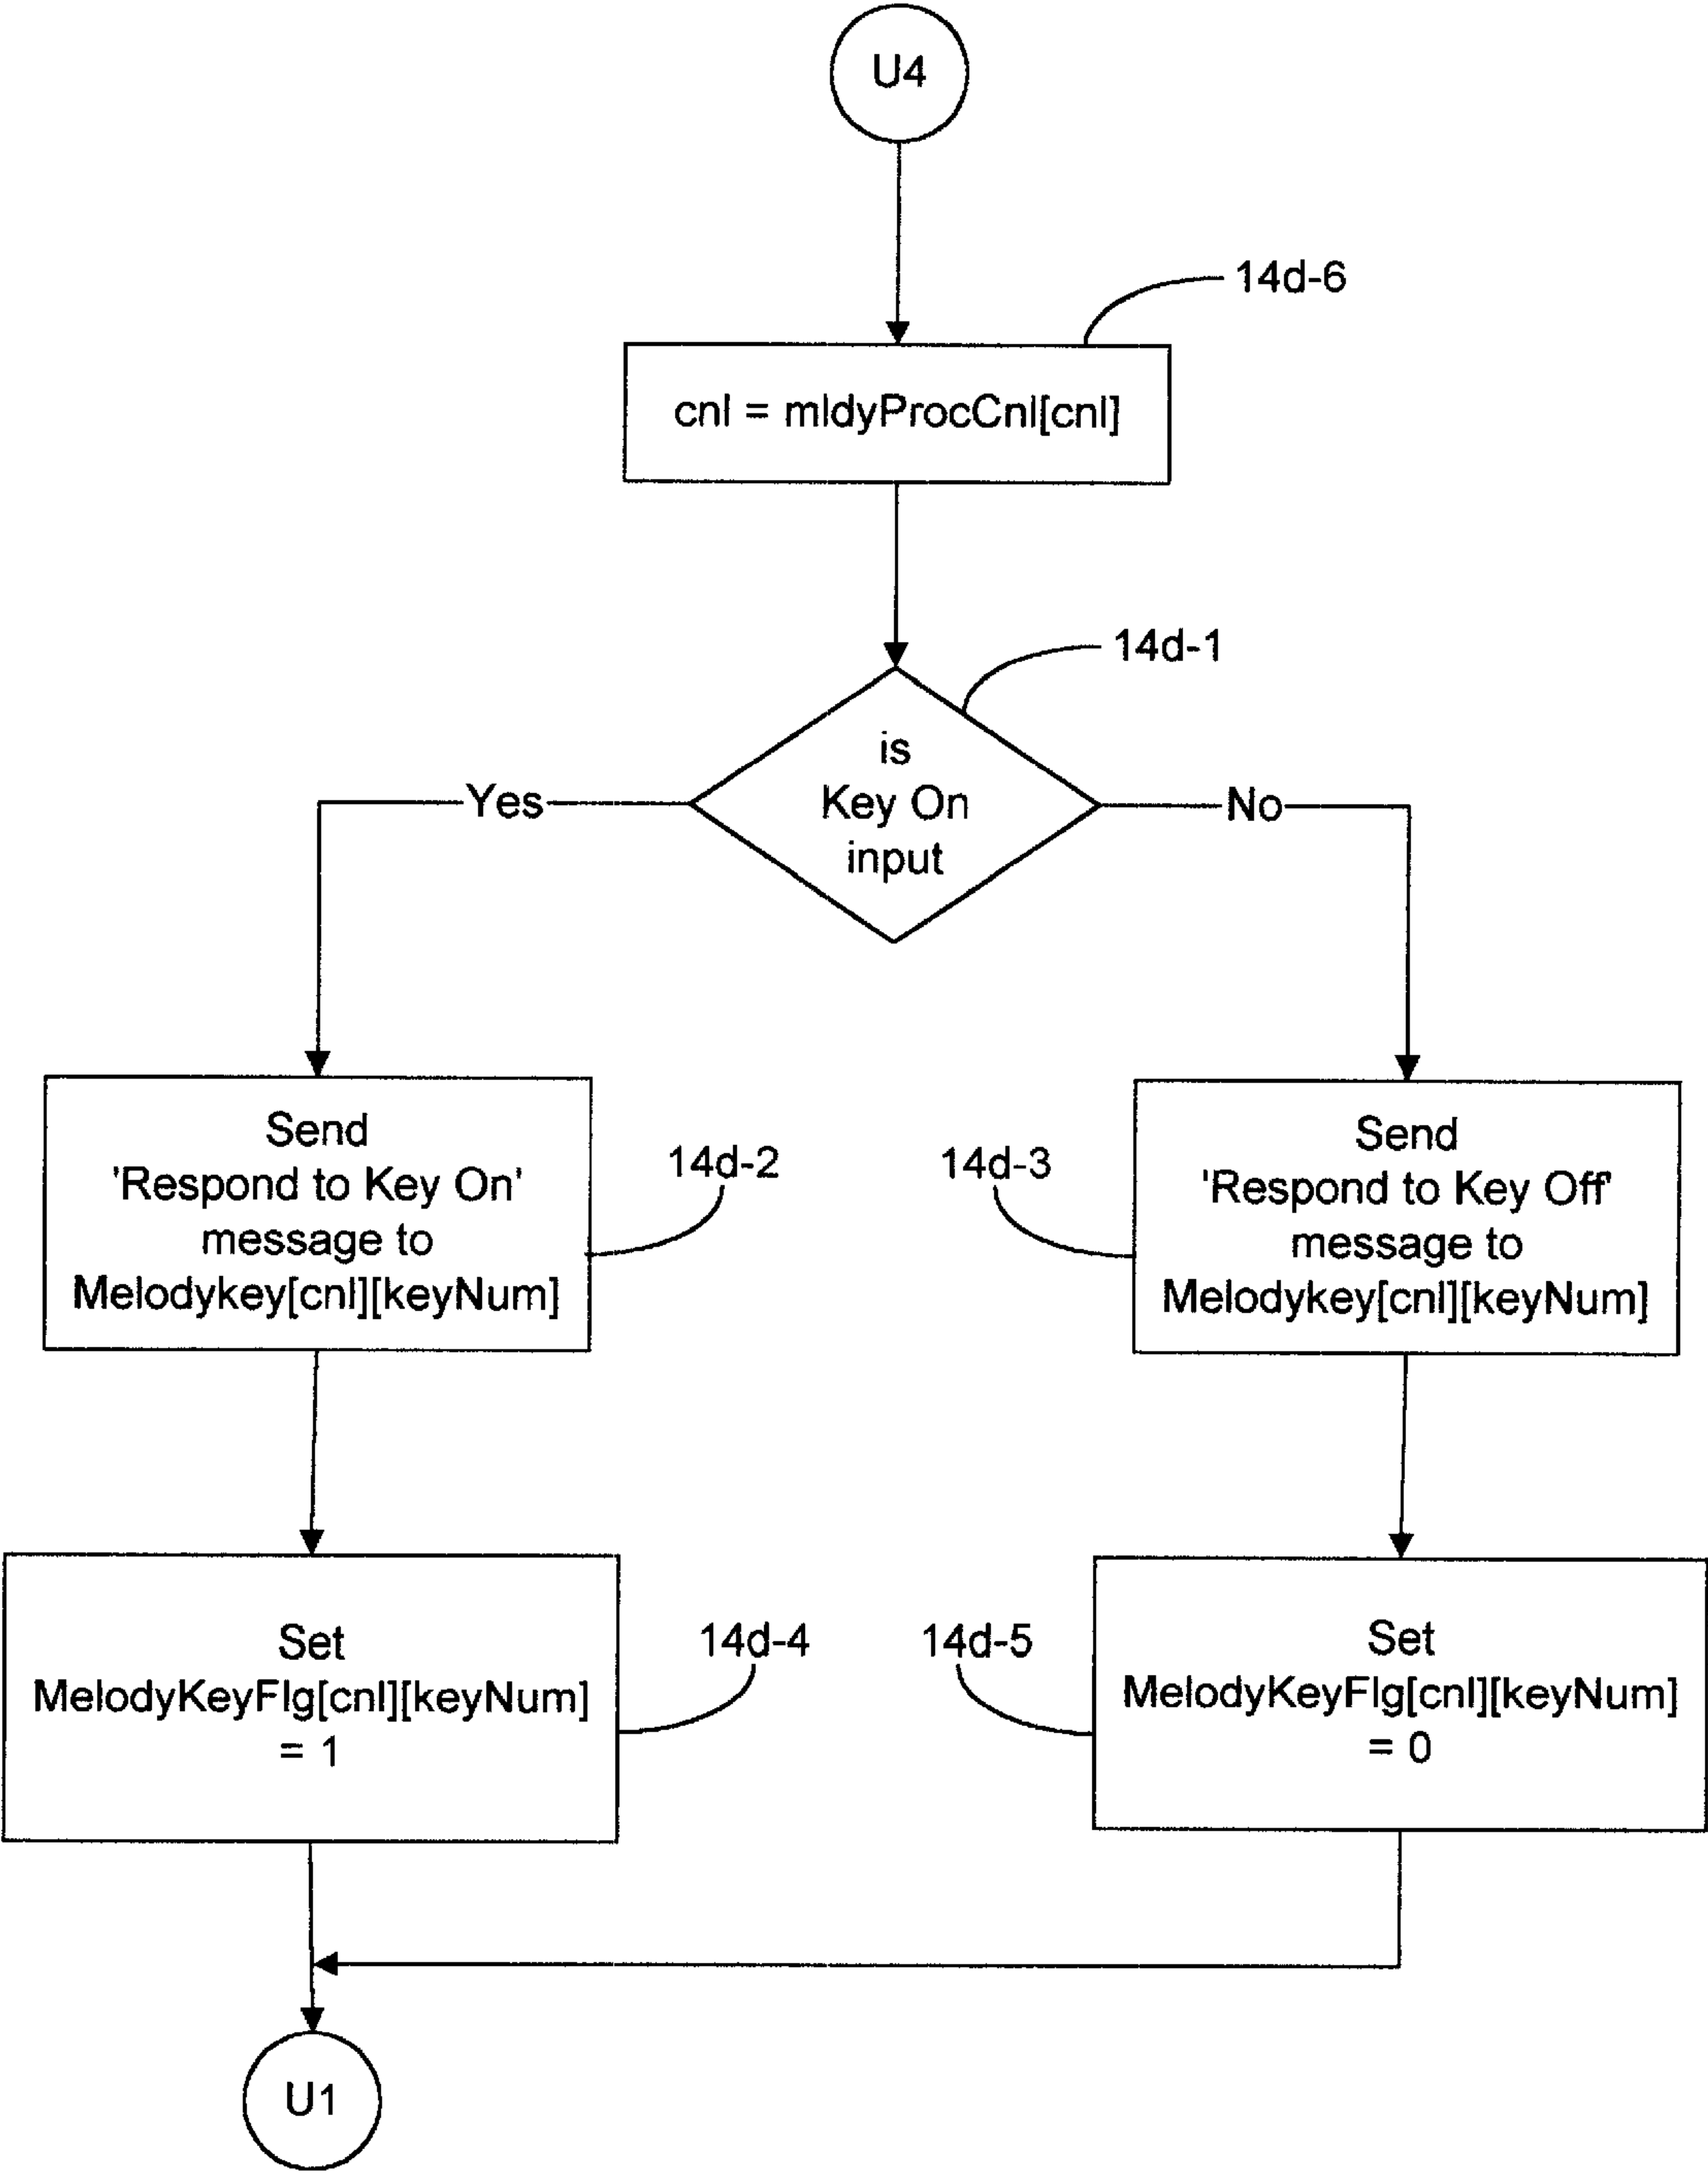 U4
14d-6
cnl = mldyProcCnl[cnl]
14d-1
is
Key On
input
Yes
No
Send
'Respond to Key On'
message to
Melodykey[cnl][keyNum]
14d-2
14d-3
Send
'Respond to Key Off'
message to
Melodykey[cnl][keyNum]
Set
MelodyKeyFlg[cnl][keyNum]
= 1
14d-4
14d-5
Set
MelodyKeyFlg[cnl][keyNum]
= 0
U1